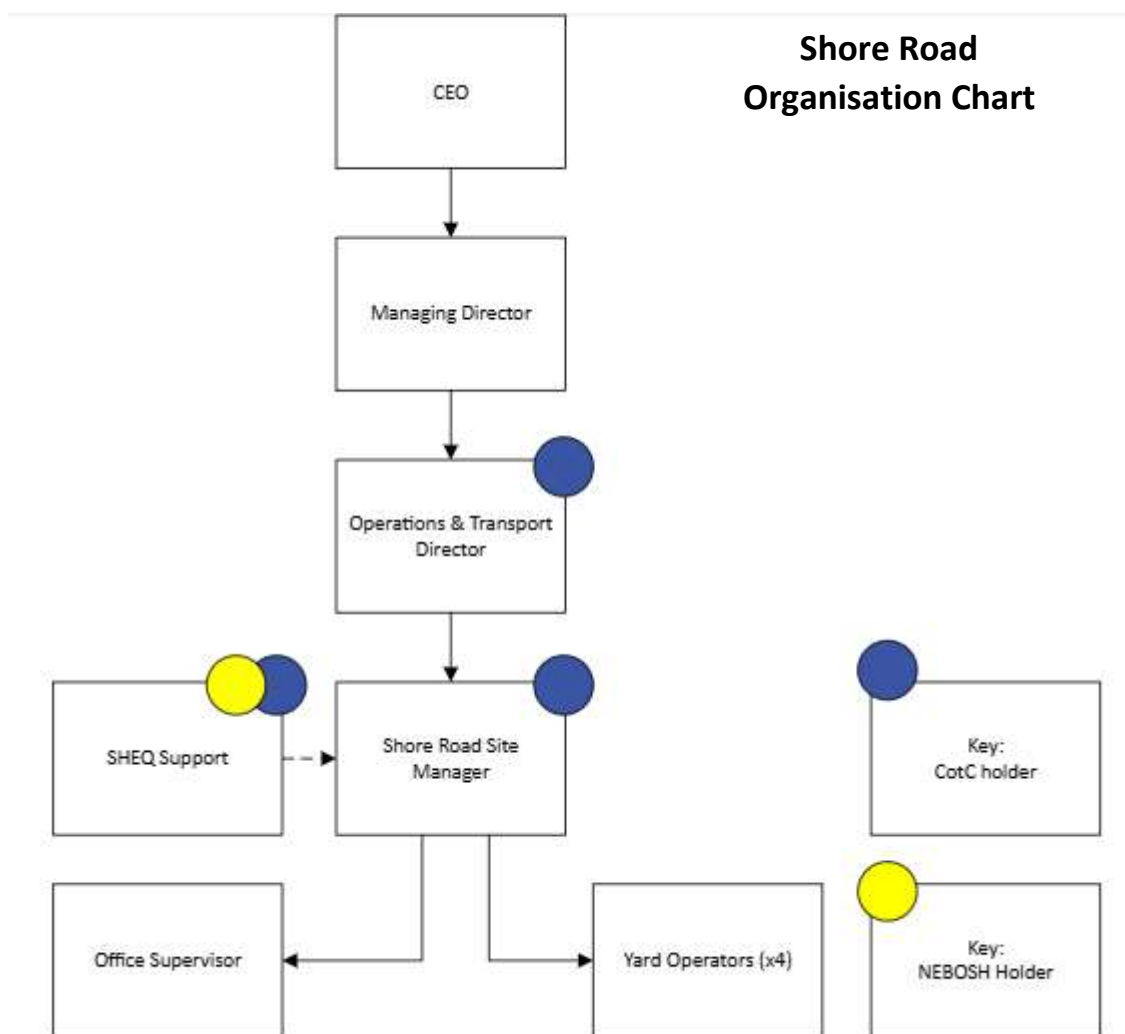 Shore Road
Organisation Chart
CEO
Managing Director
Operations & Transport
Director
SHEQ Support
Shore Road Site
Manager
Key:
CotC holder
Office Supervisor
Yard Operators (x4)
Key:
NEBOSH Holder